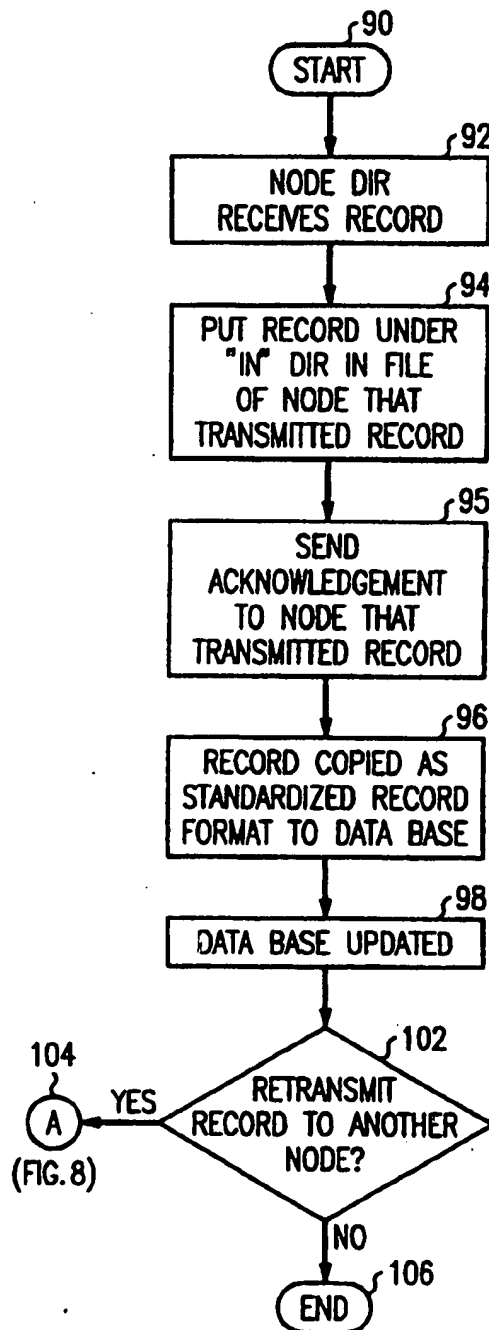 90
START
92
NODE DIR
RECEIVES RECORD
94
PUT RECORD UNDER
"IN" DIR IN FILE
OF NODE THAT
TRANSMITTED RECORD
95
SEND
ACKNOWLEDGEMENT
TO NODE THAT
TRANSMITTED RECORD
96
RECORD COPIED AS
STANDARDIZED RECORD
FORMAT TO DATA BASE
98
DATA BASE UPDATED
102
RETRANSMIT
RECORD TO ANOTHER
NODE?
104
YES
A
(FIG. 8)
NO
106
END